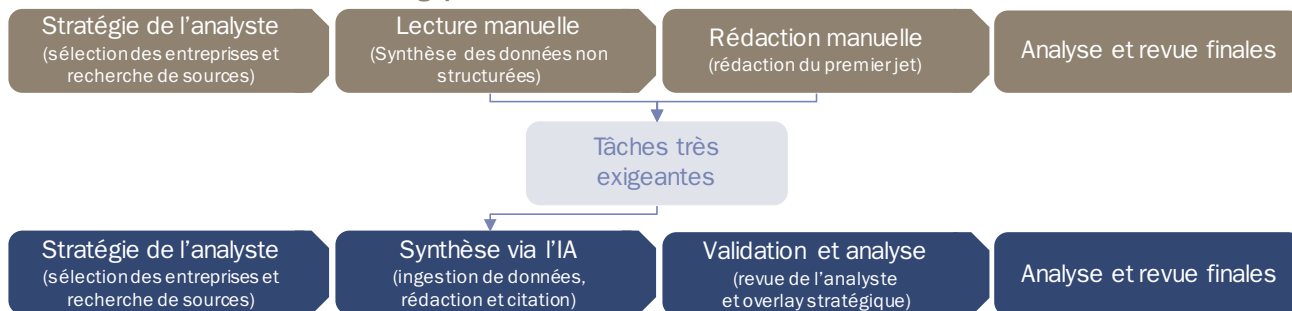 Stratégie de l'analyste
(sélection des entreprises et
recherche de sources)
Lecture manuelle
(Synthèse des données non
structurées)
Rédaction manuelle
(rédaction du premier jet)
Analyse et revue finales
Tâches très
exigeantes
Stratégie de l'analyste
(sélection des entreprises et
recherche de sources)
Synthèse via l'IA
(ingestion de données,
rédaction et citation)
Validation et analyse
(revue de l'analyste
et overlay stratégique)
Analyse et revue finales